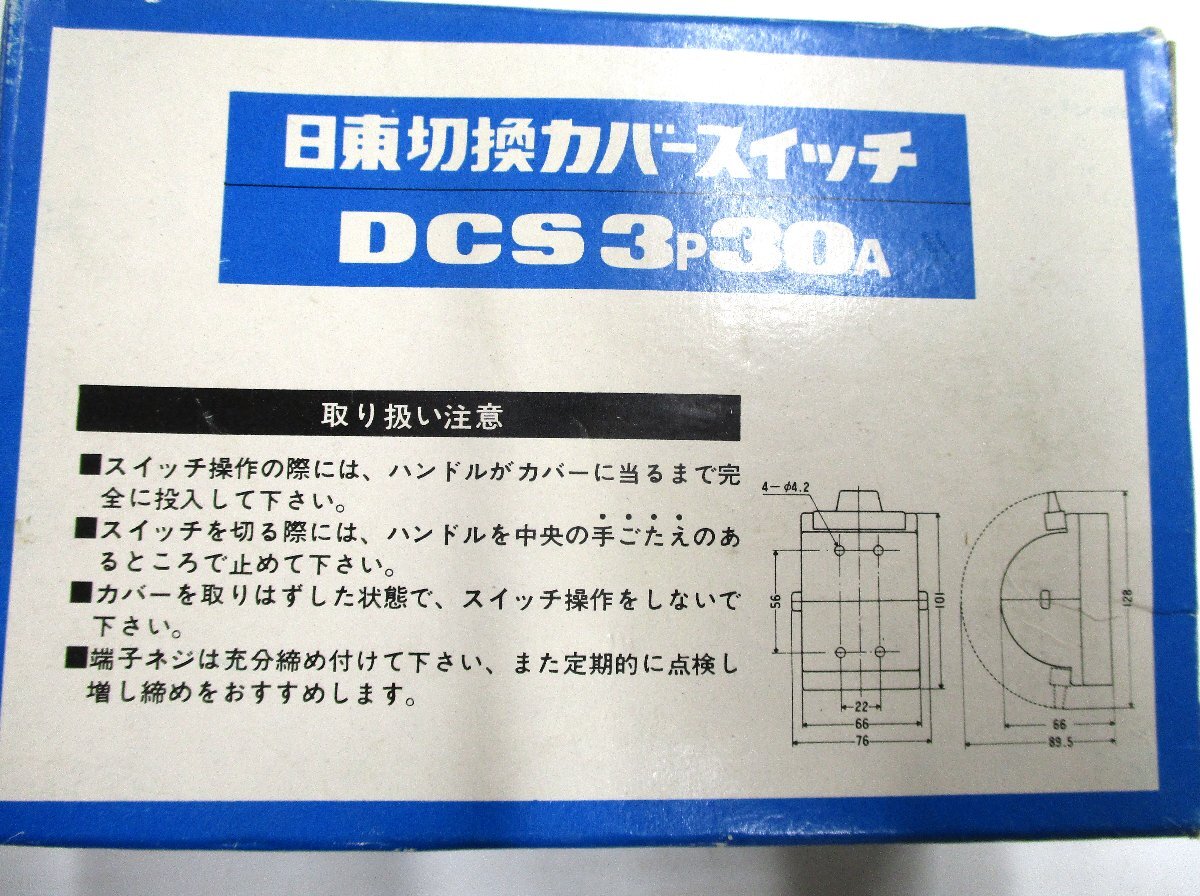 日東切換カバースイッチ
DCS 3P30A
取り扱い注意
■スイッチ操作の際には、ハンドルがカバーに当るまで完
全に投入して下さい。
■スイッチを切る際には、ハンドルを中央の手ごたえのあ
るところで止めて下さい。
■カバーを取りはずした状態で、スイッチ操作をしないで
下さい。
■端子ネジは充分締め付けて下さい、また定期的に点検し
増し締めをおすすめします。
4-φ4.2
56
101
128
22
66
76
66
89.5